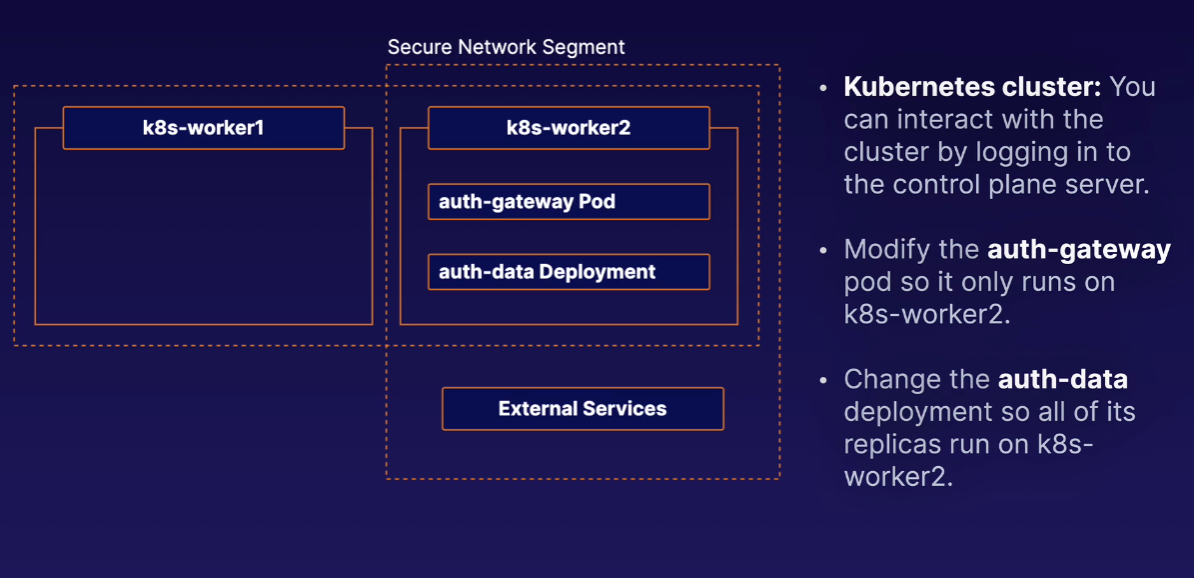 Secure Network Segment
k8s-worker1
k8s-worker2
auth-gateway Pod
auth-data Deployment
External Services
• Kubernetes cluster: You
can interact with the
cluster by logging in to
the control plane server.
• Modify the auth-gateway
pod so it only runs on
k8s-worker2.
• Change the auth-data
deployment so all of its
replicas run on k8s-
worker2.